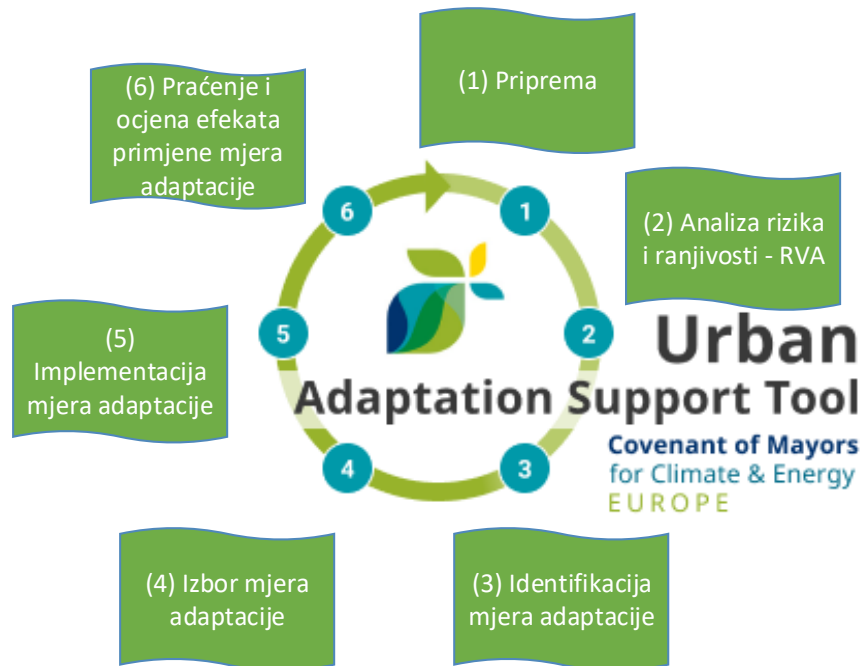 (1) Priprema
(2) Analiza rizika
i ranjivosti - RVA
(3) Identifikacija
mjera adaptacije
(4) Izbor mjera
adaptacije
(5)
Implementacija
mjera adaptacije
(6) Praćenje i
ocjena efekata
primjene mjera
adaptacije
1
2
3
4
5
6
Urban
Adaptation Support Tool
Covenant of Mayors
for Climate & Energy
EUROPE